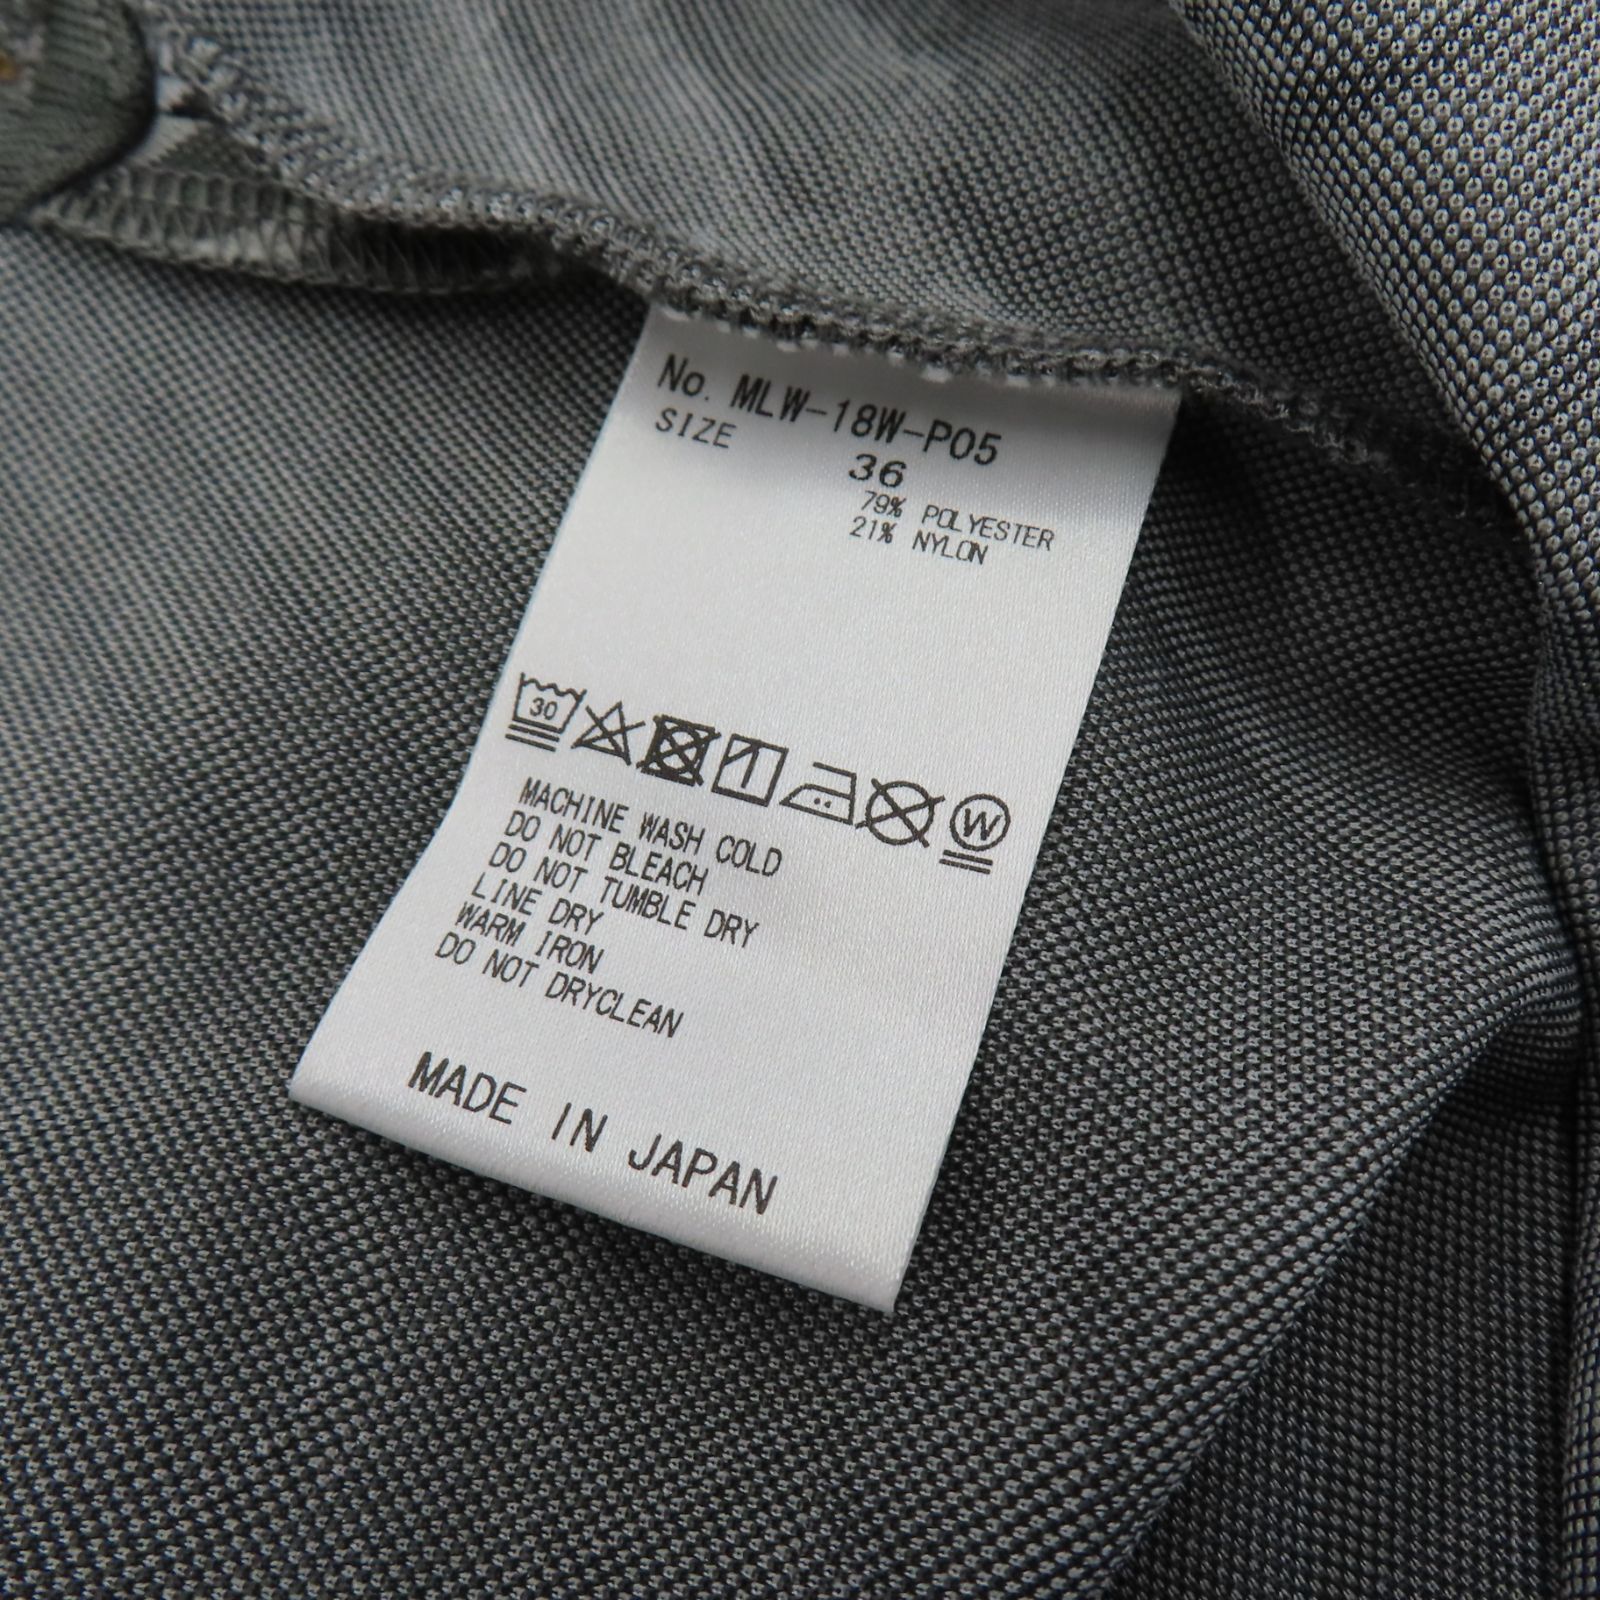 No. MLW-18W-P05
SIZE
36
79% POLYESTER
21% NYLON
30
W
MACHINE WASH COLD
DO NOT BLEACH
DO NOT TUMBLE DRY
LINE DRY
WARM IRON
DO NOT DRYCLEAN
MADE IN JAPAN